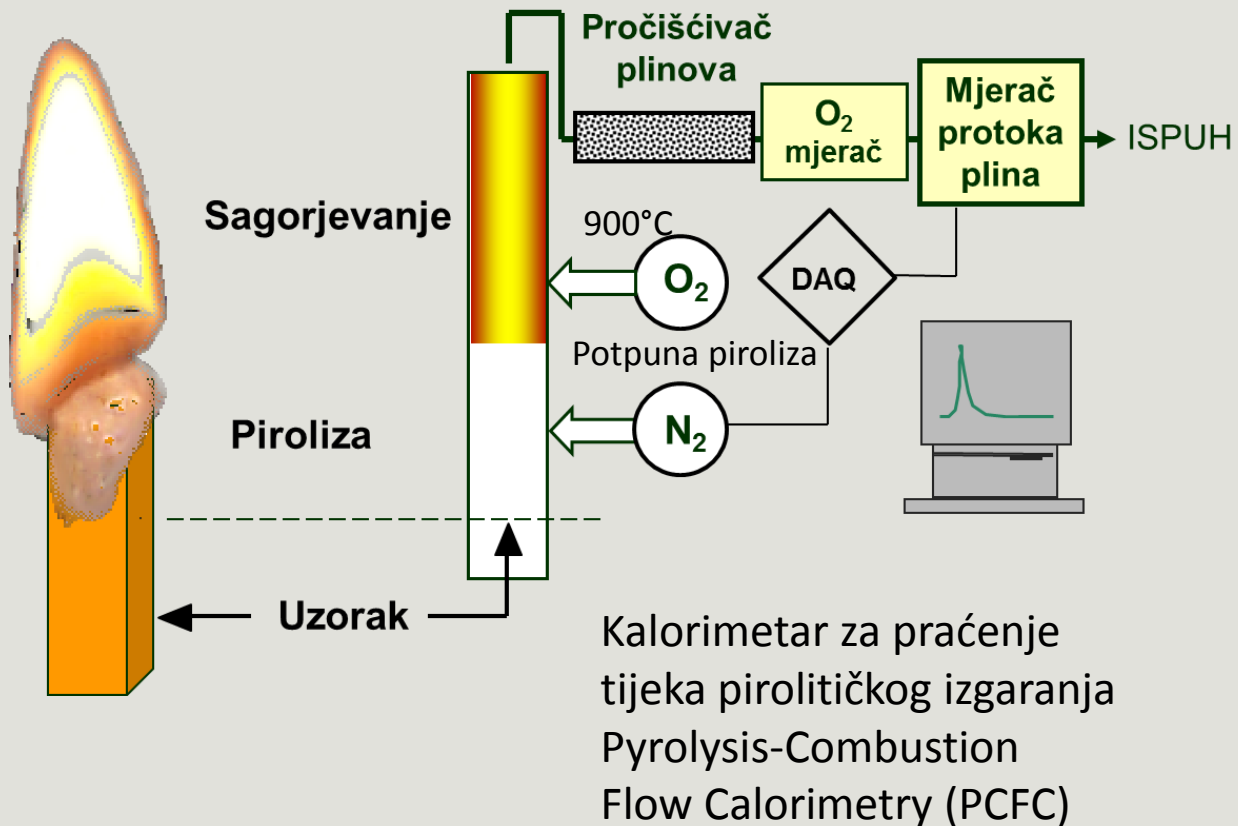 Pročišćivač
plinova
O₂
mjerač
Mjerač
protoka
plina
ISPUH
Sagorjevanje
900°C
O₂
DAQ
Potpuna piroliza
Piroliza
N₂
Uzorak
Kalorimetar za praćenje
tijeka pirolitičkog izgaranja
Pyrolysis-Combustion
Flow Calorimetry (PCFC)